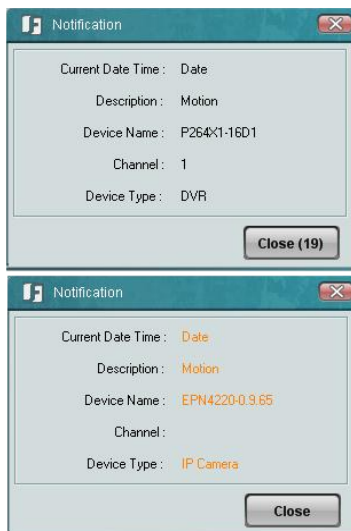 Notification
Current Date Time : Date
Description : Motion
Device Name : P264X1-16D1
Channel : 1
Device Type : DVR
Close (19)
Notification
Current Date Time : Date
Description : Motion
Device Name : EPN4220-0.9.65
Channel :
Device Type : IP Camera
Close